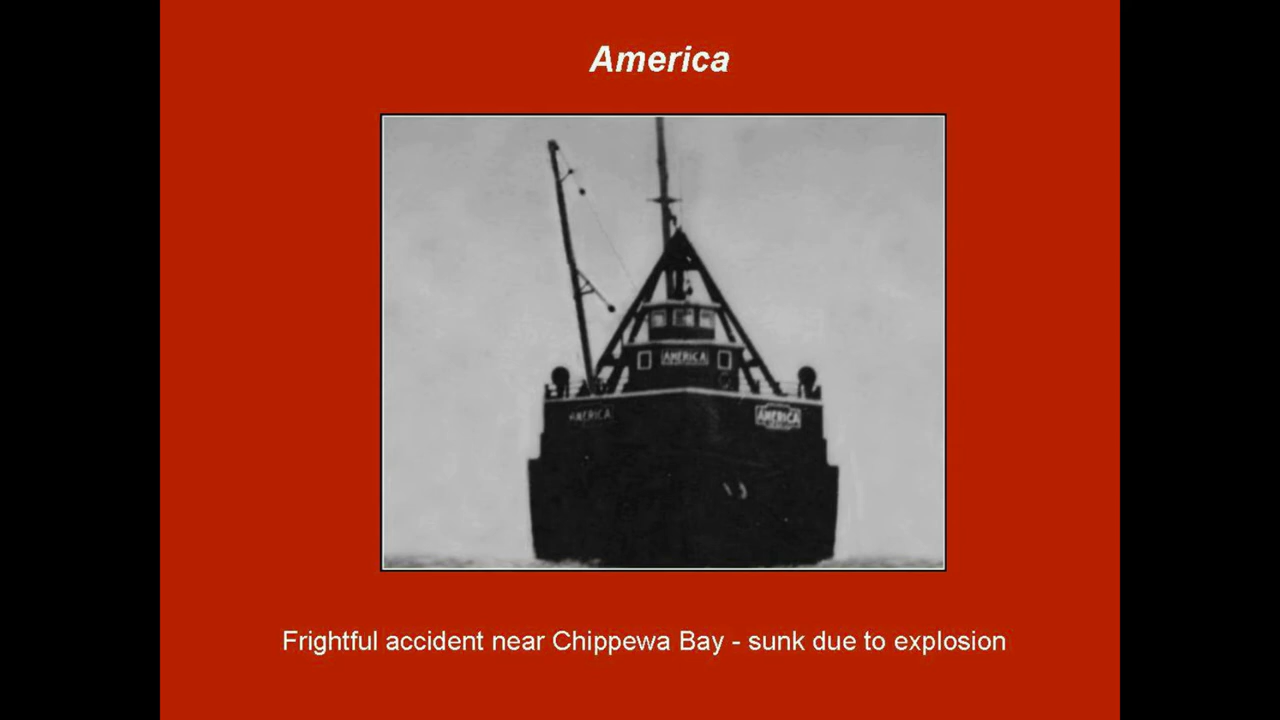 America
AMERICA
AMERICA
AMERICA
Frightful accident near Chippewa Bay - sunk due to explosion